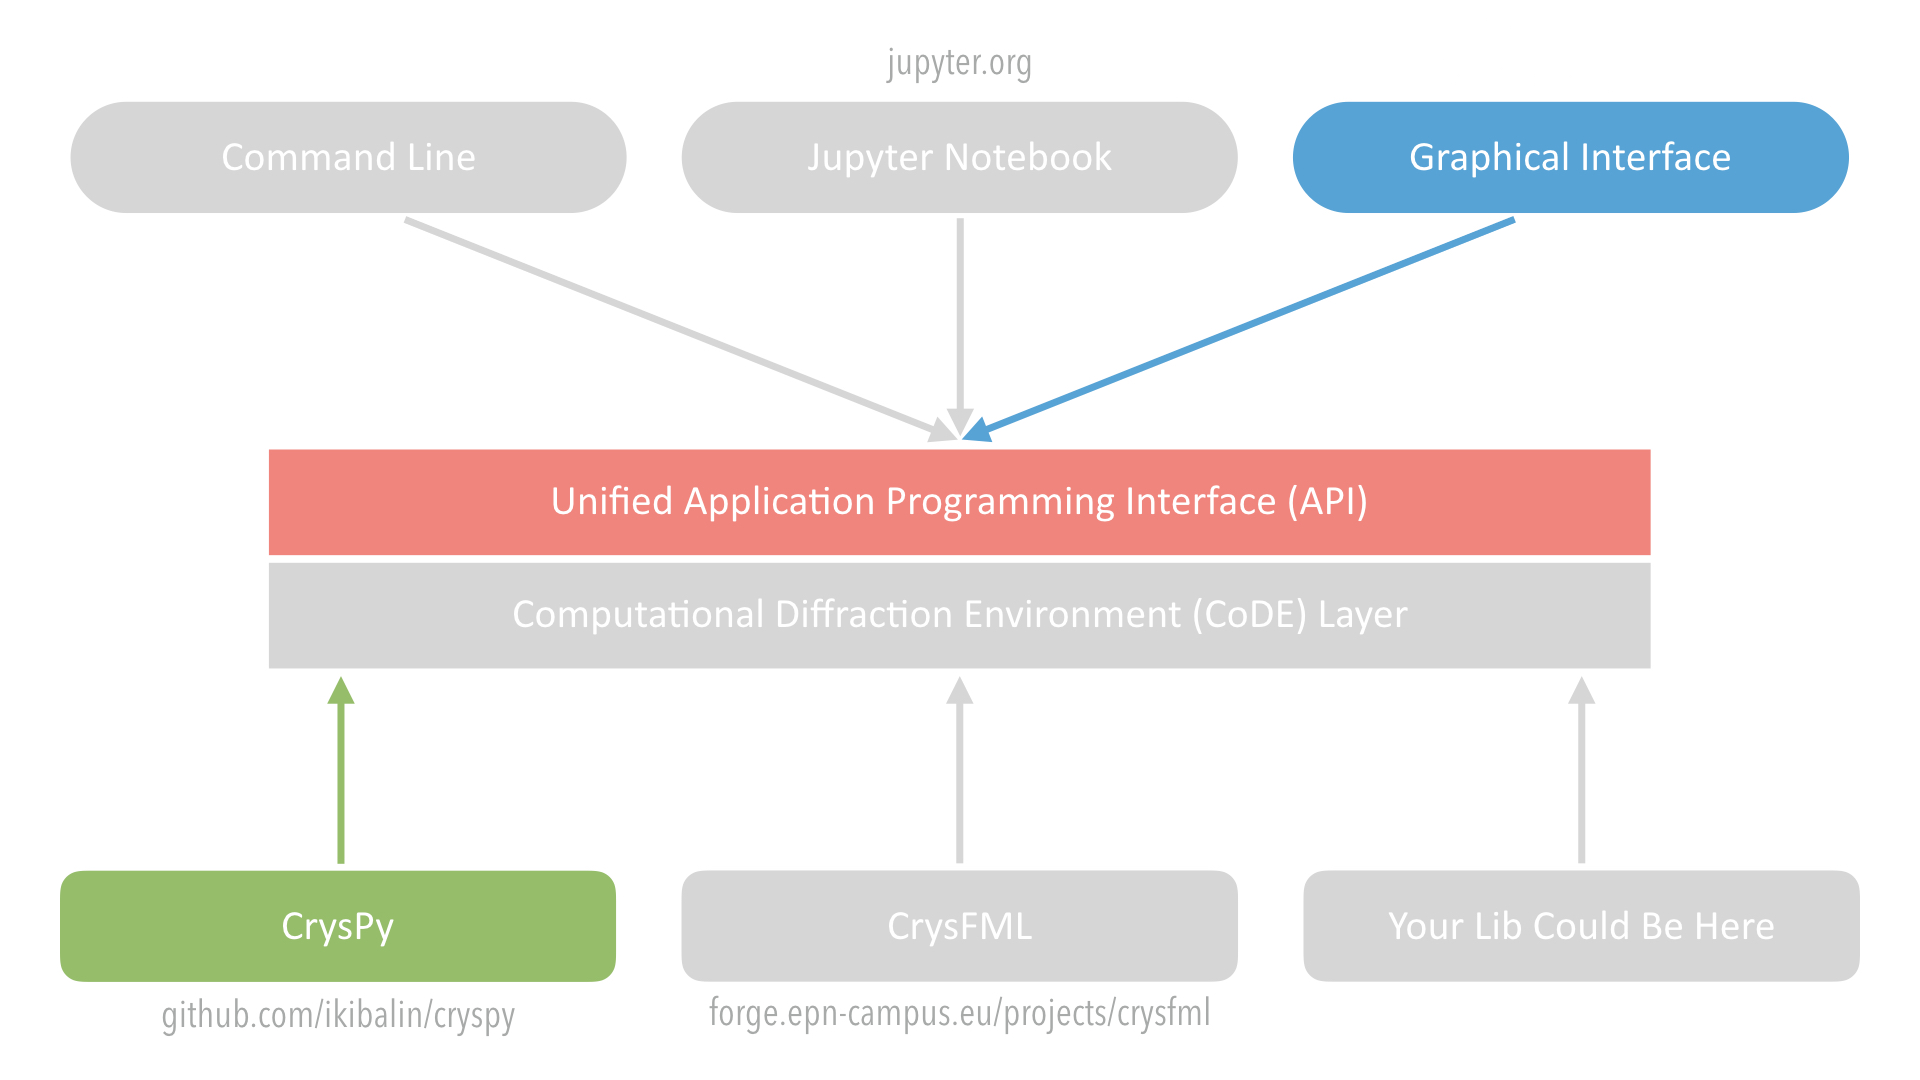 jupyter.org
Command Line
Jupyter Notebook
Graphical Interface
Unified Application Programming Interface (API)
Computational Diffraction Environment (CoDE) Layer
CrysPy
CrysFML
Your Lib Could Be Here
github.com/ikibalin/cryspy
forge.epn-campus.eu/projects/crysfml